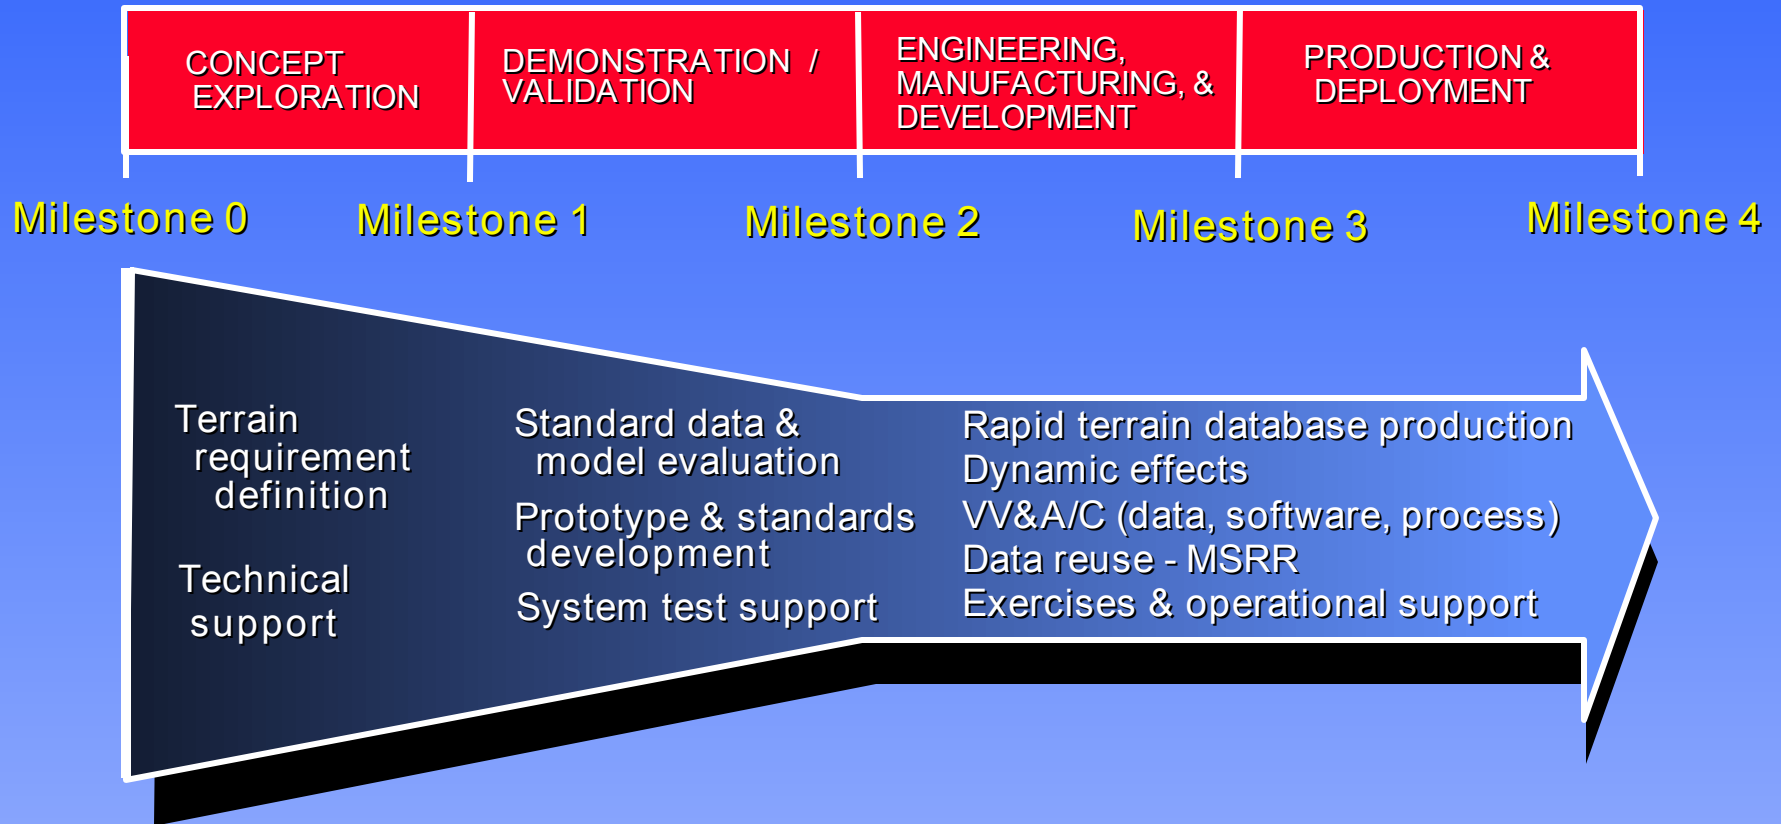 CONCEPT
EXPLORATION
DEMONSTRATION /
VALIDATION
ENGINEERING,
MANUFACTURING, &
DEVELOPMENT
PRODUCTION &
DEPLOYMENT
Milestone 0
Milestone 1
Milestone 2
Milestone 3
Milestone 4
Terrain
requirement
definition
Technical
support
Standard data &
model evaluation
Prototype & standards
development
System test support
Rapid terrain database production
Dynamic effects
VV&A/C (data, software, process)
Data reuse - MSRR
Exercises & operational support